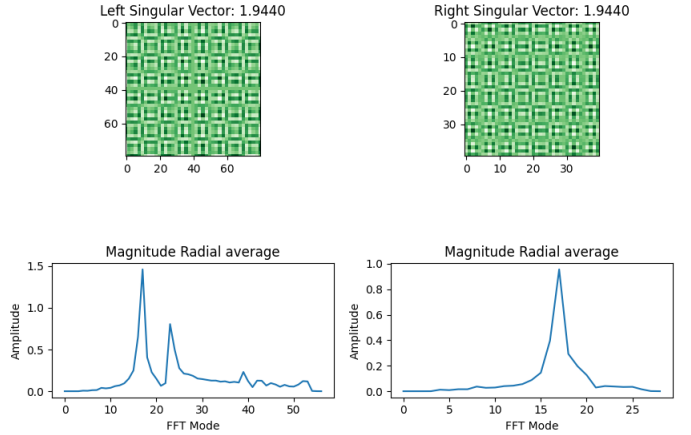 Left Singular Vector: 1.9440
0
20
40
60
0 20 40 60
Right Singular Vector: 1.9440
0
10
20
30
0 10 20 30
Magnitude Radial average
1.5
1.0
0.5
0.0
Amplitude
0 10 20 30 40 50
FFT Mode
Magnitude Radial average
1.0
0.8
0.6
0.4
0.2
0.0
Amplitude
0 5 10 15 20 25
FFT Mode